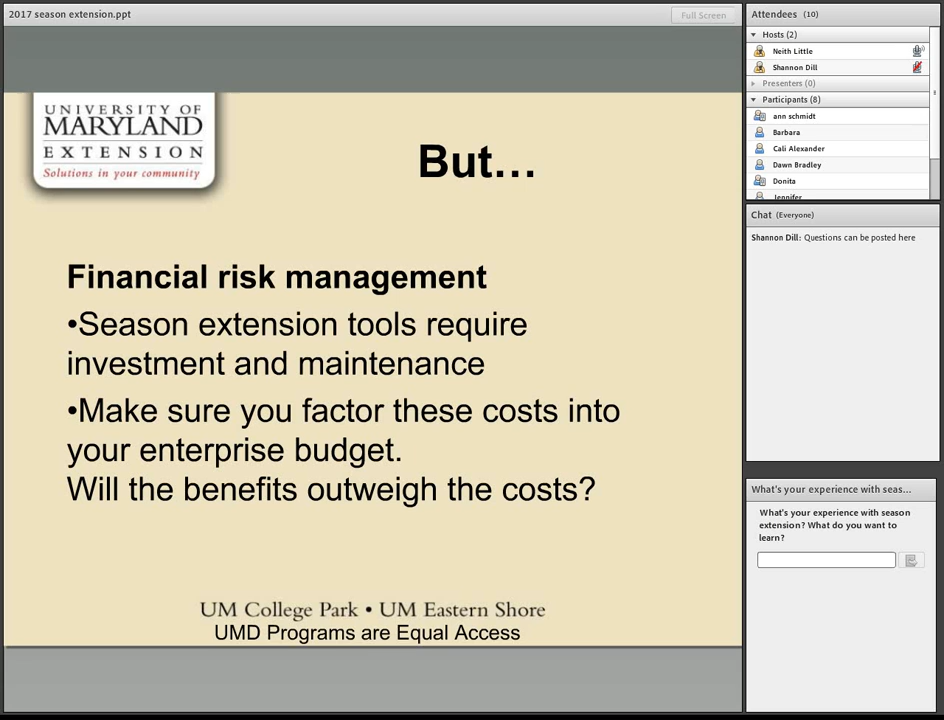 2017 season extension.ppt
Full Screen
UNIVERSITY OF
MARYLAND
EXTENSION
Solutions in your community
But...
Financial risk management
•Season extension tools require
investment and maintenance
•Make sure you factor these costs into
your enterprise budget.
Will the benefits outweigh the costs?
UM College Park • UM Eastern Shore
UMD Programs are Equal Access
Attendees (10)
Hosts (2)
Neith Little
Shannon Dill
Presenters (0)
Participants (8)
ann schmidt
Barbara
Cali Alexander
Dawn Bradley
Donita
Jennifer
Chat (Everyone)
Shannon Dill: Questions can be posted here
What's your experience with seas...
What's your experience with season
extension? What do you want to
learn?